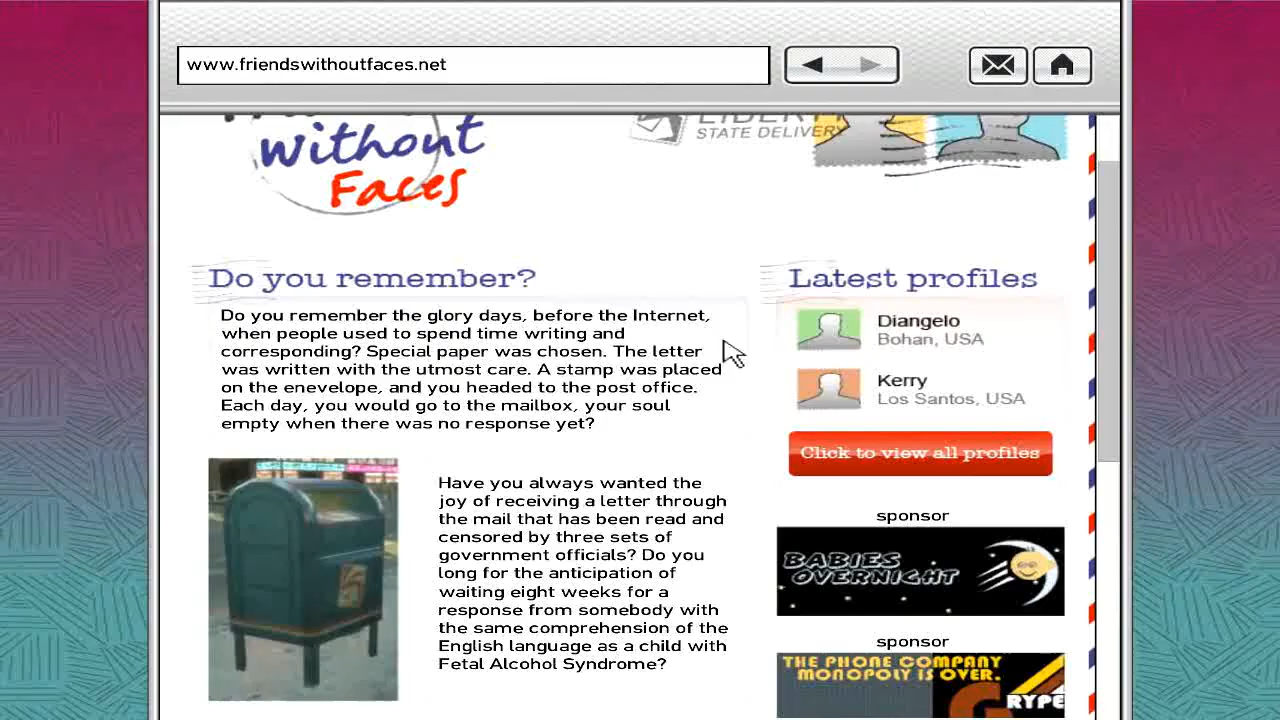 www.friendswithoutfaces.net
without
Faces
STATE DELIVERY
Do you remember?
Do you remember the glory days, before the Internet,
when people used to spend time writing and
corresponding? Special paper was chosen. The letter
was written with the utmost care. A stamp was placed
on the enevelope, and you headed to the post office.
Each day, you would go to the mailbox, your soul
empty when there was no response yet?
Have you always wanted the
joy of receiving a letter through
the mail that has been read and
censored by three sets of
government officials? Do you
long for the anticipation of
waiting eight weeks for a
response from somebody with
the same comprehension of the
English language as a child with
Fetal Alcohol Syndrome?
Latest profiles
Diangelo
Bohan, USA
Kerry
Los Santos, USA
Click to view all profiles
sponsor
BABIES
OVERNIGHT
sponsor
THE PHONE COMPANY
MONOPOLY IS OVER.
GRYPE